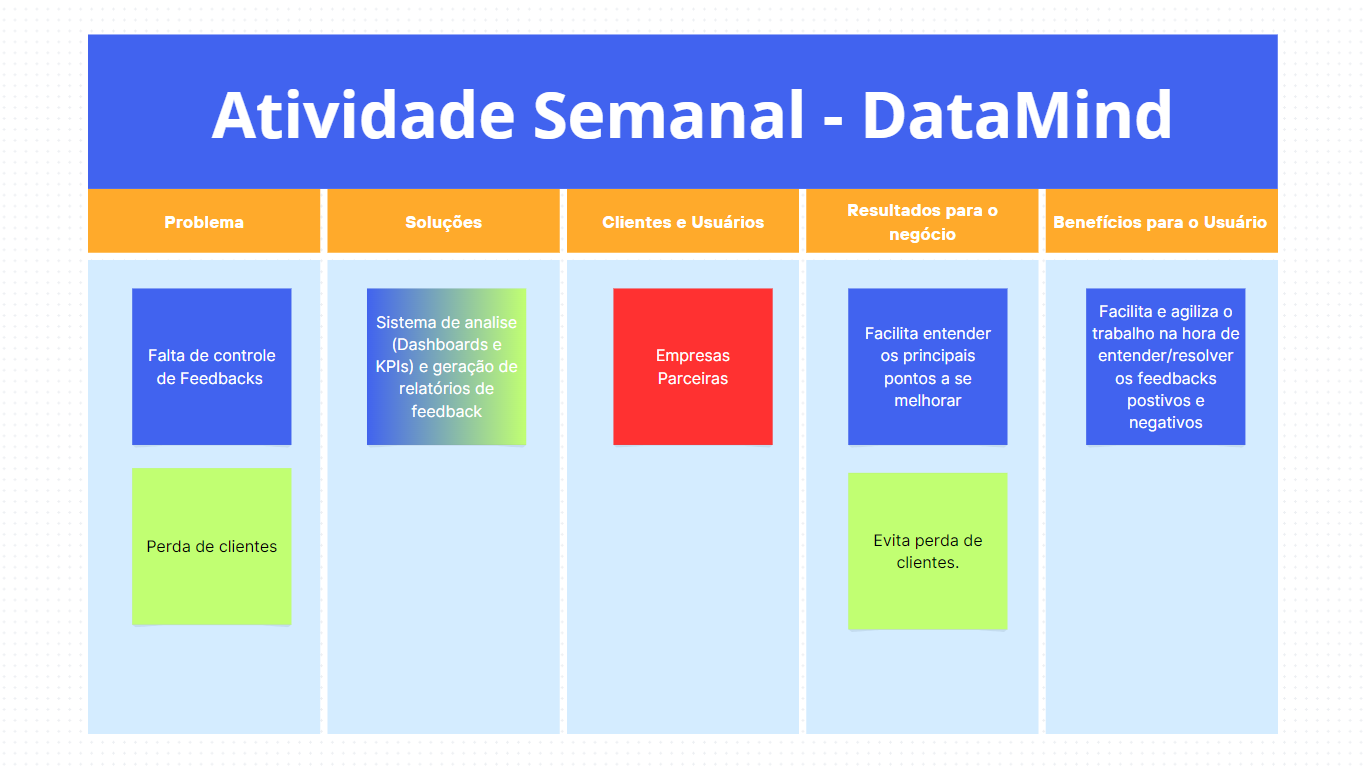 Atividade Semanal - DataMind
Problema
Soluções
Clientes e Usuários
Resultados para o
negócio
Benefícios para o Usuário
Falta de controle
de Feedbacks
Perda de clientes
Sistema de analise
(Dashboards e
KPIs) e geração de
relatórios de
feedback
Empresas
Parceiras
Facilita entender
os principais
pontos a se
melhorar
Evita perda de
clientes.
Facilita e agiliza o
trabalho na hora de
entender/resolver
os feedbacks
postivos e
negativos